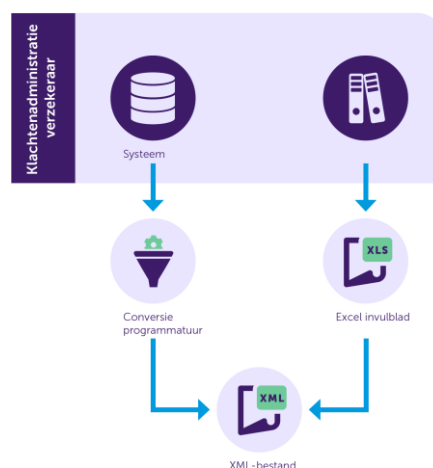 Klachtenadministratie
verzekeraar
Systeem
XLS
Conversie
programmatuur
Excel invulblad
XML
XML-bestand